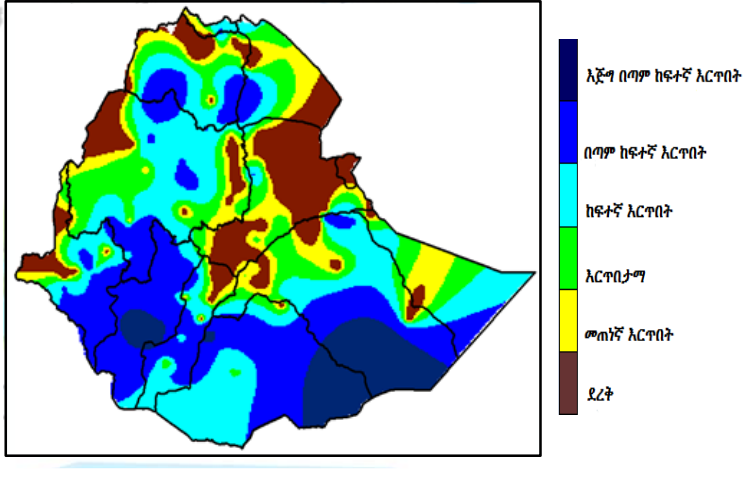 እጅግ በጣም ከፍተኛ እርጥበት
በጣም ከፍተኛ እርጥበት
ከፍተኛ እርጥበት
እርጥበታማ
መጠነኛ እርጥበት
ደረቅ